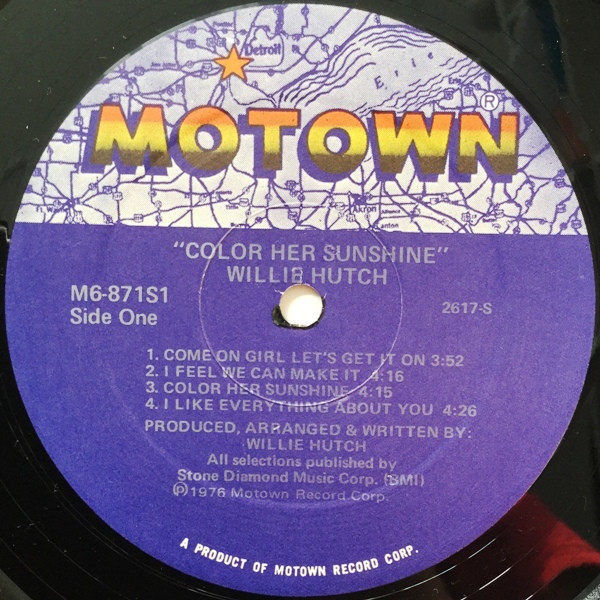 Detroit
Erie
®
MOTOWN
Akron
Canton
"COLOR HER SUNSHINE"
WILLIE HUTCH
M6-871S1
2617-S
Side One
1. COME ON GIRL LET'S GET IT ON 3:52
2. I FEEL WE CAN MAKE IT 4:16
3. COLOR HER SUNSHINE 4:15
4. I LIKE EVERYTHING ABOUT YOU 4:26
PRODUCED, ARRANGED & WRITTEN BY:
WILLIE HUTCH
All selections published by
Stone Diamond Music Corp. (BMI)
℗1976 Motown Record Corp.
A PRODUCT OF MOTOWN RECORD CORP.